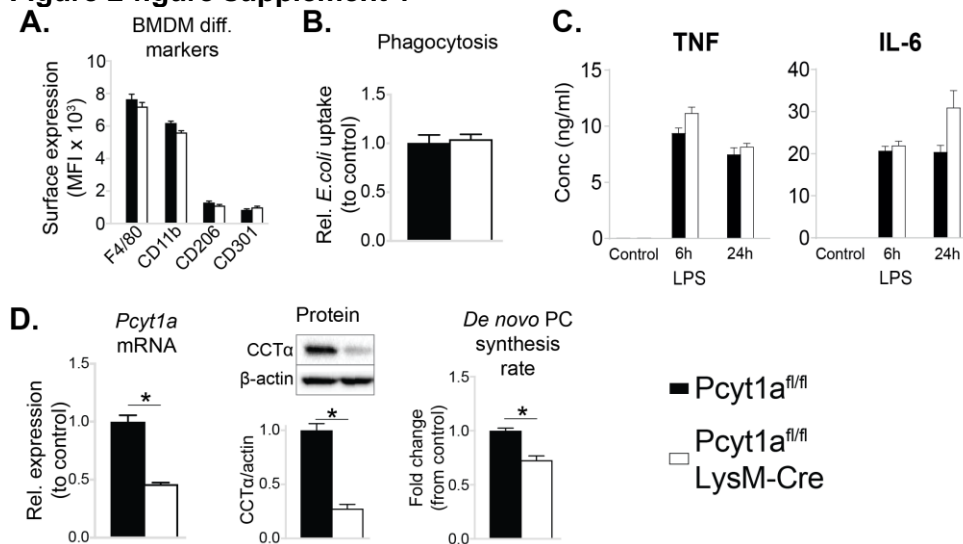 Figure 2-figure Supplement 1
A.
BMDM diff.
markers
Surface expression
(MFI x 10³)
10
8
6
4
2
0
F4/80
CD11b
CD206
CD301
B.
Phagocytosis
Rel. E.coli uptake
(to control)
1.5
1.0
0.5
0.0
C.
TNF
Conc (ng/ml)
15
10
5
0
Control
6h
24h
LPS
IL-6
40
30
20
10
0
Control
6h
24h
LPS
D.
Pcyt1a
mRNA
Rel. expression
(to control)
1.5
1.0
0.5
0.0
*
Protein
CCTα
β-actin
CCTα/actin
1.0
0.5
0.0
*
De novo PC
synthesis
rate
Fold change
(from control)
1.5
1.0
0.5
0.0
*
Pcyt1a^fl/fl
Pcyt1a^fl/fl
LysM-Cre